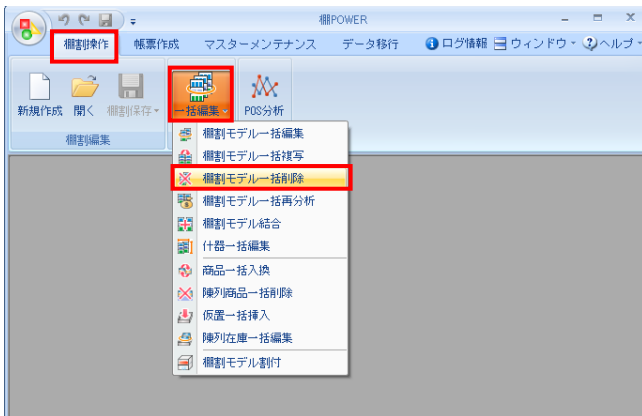 棚POWER
棚割操作 帳票作成 マスターメンテナンス データ移行 ログ情報 ウィンドウ ヘルプ
新規作成 開く 棚割保存 一括編集 POS分析
棚割編集
棚割モデル一括編集
棚割モデル一括複写
棚割モデル一括削除
棚割モデル一括再分析
棚割モデル結合
什器一括編集
商品一括入換
陳列商品一括削除
仮置一括挿入
陳列在庫一括編集
棚割モデル割付